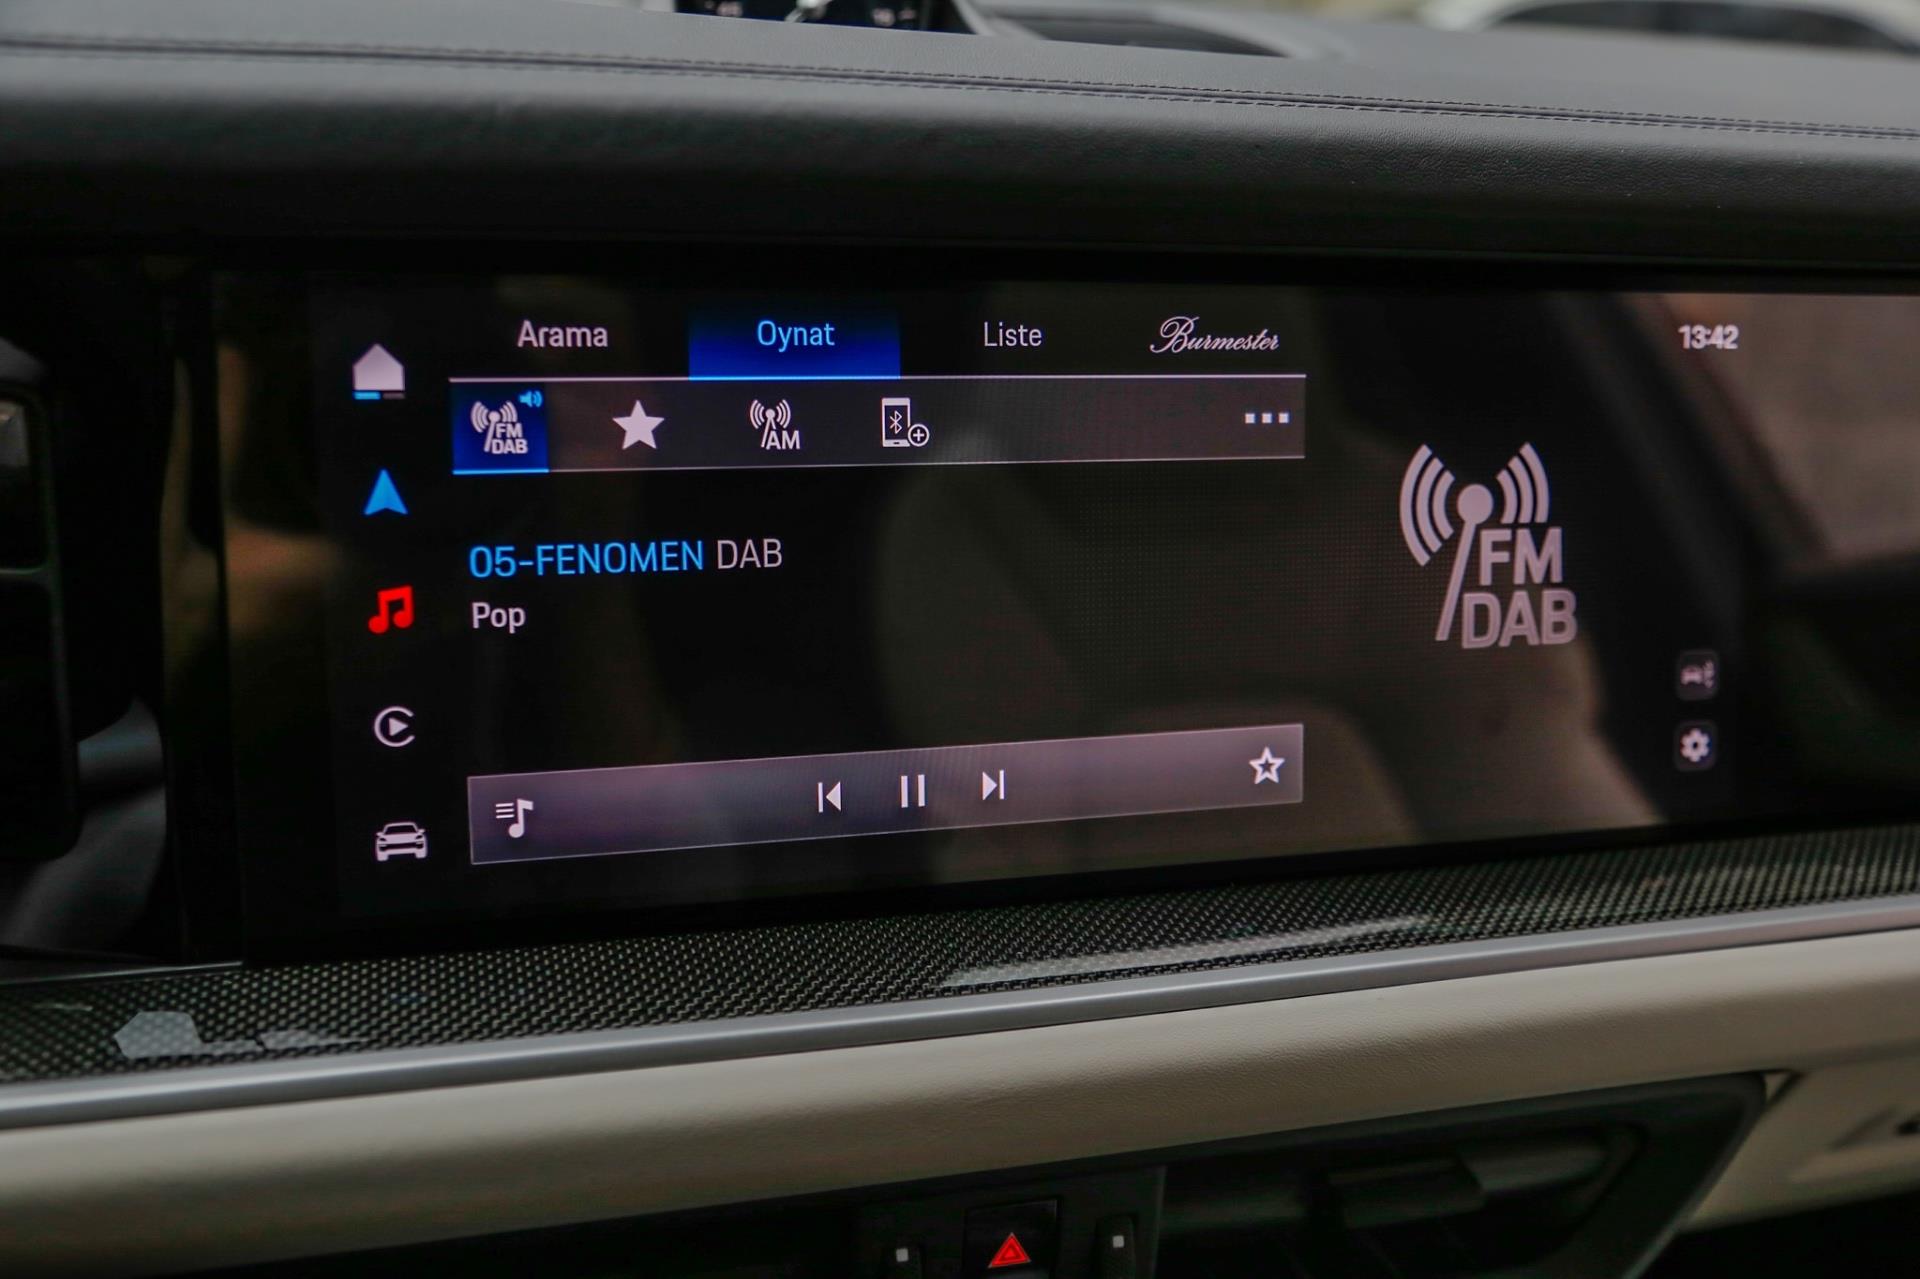 Arama Oynat Liste Burmester 13:42
FM
DAB
AM
05-FENOMEN DAB
Pop
FM
DAB